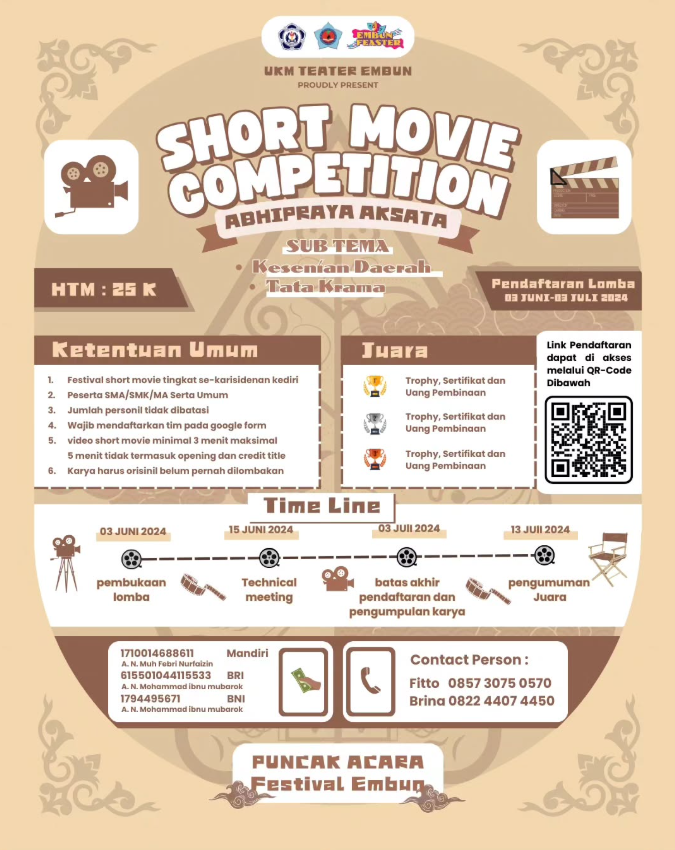 EMBUN
FEASTER
UKM TEATER EMBUN
PROUDLY PRESENT
SHORT MOVIE
COMPETITION
ABHIPRAYA AKSATA
SUB TEMA
• Kesenian Daerah
• Tata Krama
HTM : 25 K
Pendaftaran Lomba
03 JUNI-03 JULI 2024
Ketentuan Umum
1. Festival short movie tingkat se-karisidenan kediri
2. Peserta SMA/SMK/MA Serta Umum
3. Jumlah personil tidak dibatasi
4. Wajib mendaftarkan tim pada google form
5. video short movie minimal 3 menit maksmal
5 menit tidak termasuk opening dan credit title
6. Karya harus orisinil belum pernah dilombakan
Juara
Trophy, Sertifikat dan
Uang Pembinaan
Trophy, Sertifikat dan
Uang Pembinaan
Trophy, Sertifikat dan
Uang Pembinaan
Link Pendaftaran
dapat di akses
melalui QR-Code
Dibawah
Time Line
03 JUNI 2024
pembukaan
lomba
15 JUNI 2024
Technical
meeting
03 JUlI 2024
batas akhir
pendaftaran dan
pengumpulan karya
13 JUlI 2024
pengumuman
Juara
1710014688611 Mandiri
A. N. Muh Febri Nurfaizin
615501044115533 BRI
A. N. Mohammad ibnu mubarok
1794495671 BNI
A. N. Mohammad ibnu mubarok
Contact Person :
Fitto 0857 3075 0570
Brina 0822 4407 4450
PUNCAK ACARA
Festival Embun